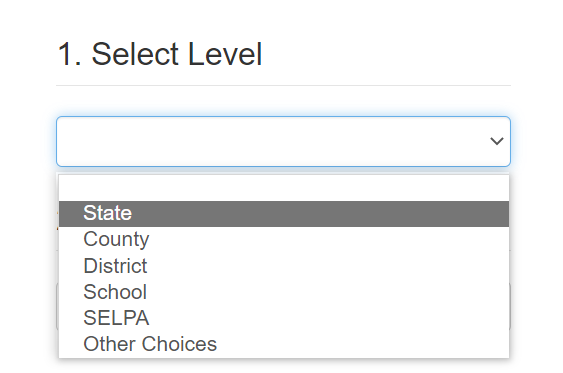 1. Select Level
State
County
District
School
SELPA
Other Choices